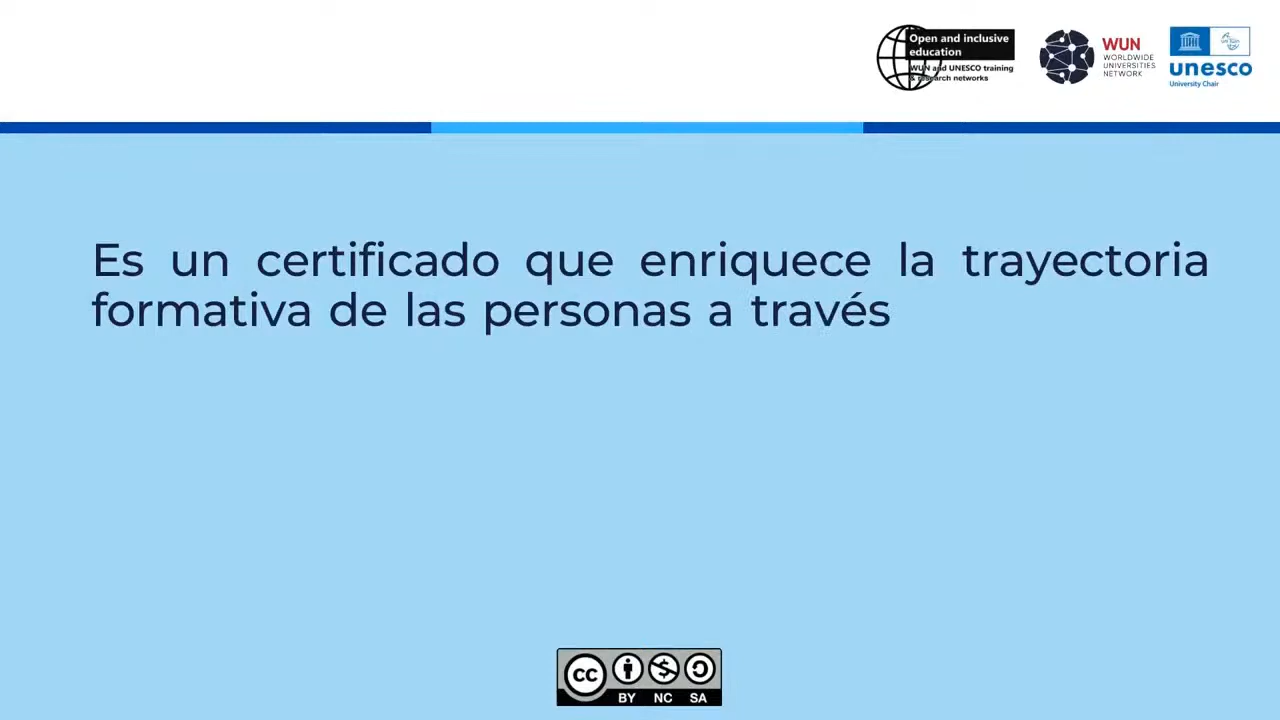 Open and inclusive
education
WUN and UNESCO training
& research networks
WUN
WORLDWIDE
UNIVERSITIES
NETWORK
unesco
University Chair
Es un certificado que enriquece la trayectoria
formativa de las personas a través
CC
BY NC SA